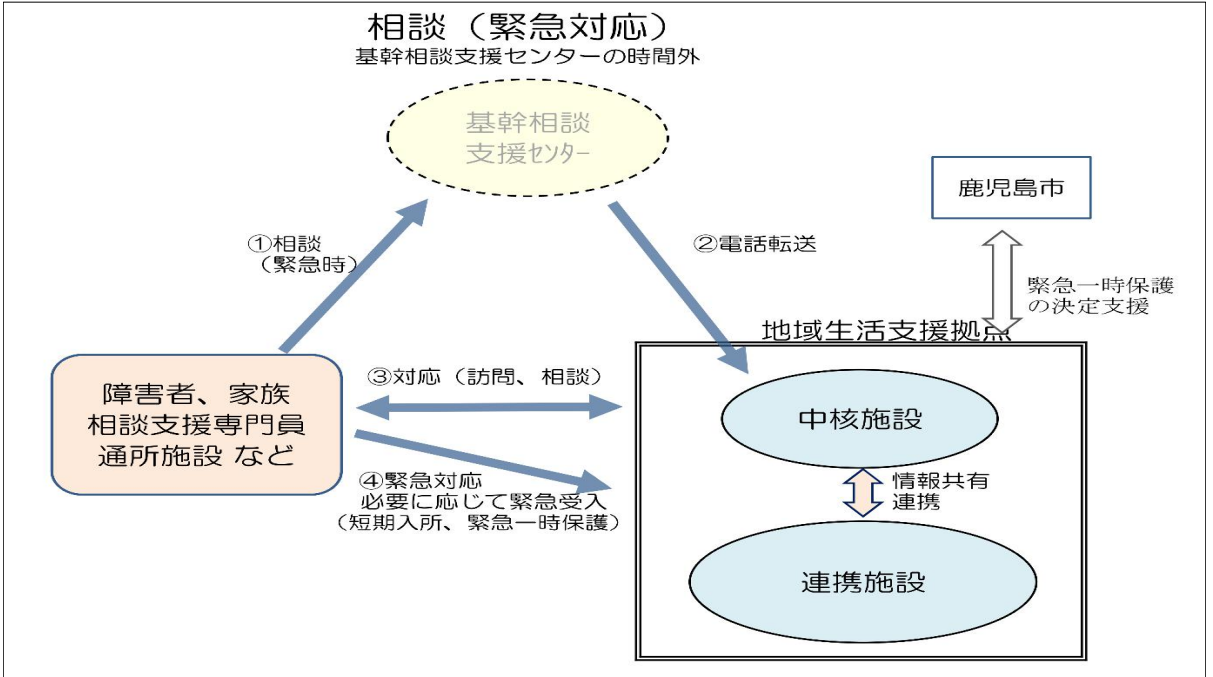 相談（緊急対応）
基幹相談支援センターの時間外
基幹相談
支援ｾﾝﾀｰ
鹿児島市
①相談
（緊急時）
②電話転送
緊急一時保護
の決定支援
地域生活支援拠点
障害者、家族
相談支援専門員
通所施設 など
③対応（訪問、相談）
中核施設
④緊急対応
必要に応じて緊急受入
（短期入所、緊急一時保護）
情報共有
連携
連携施設